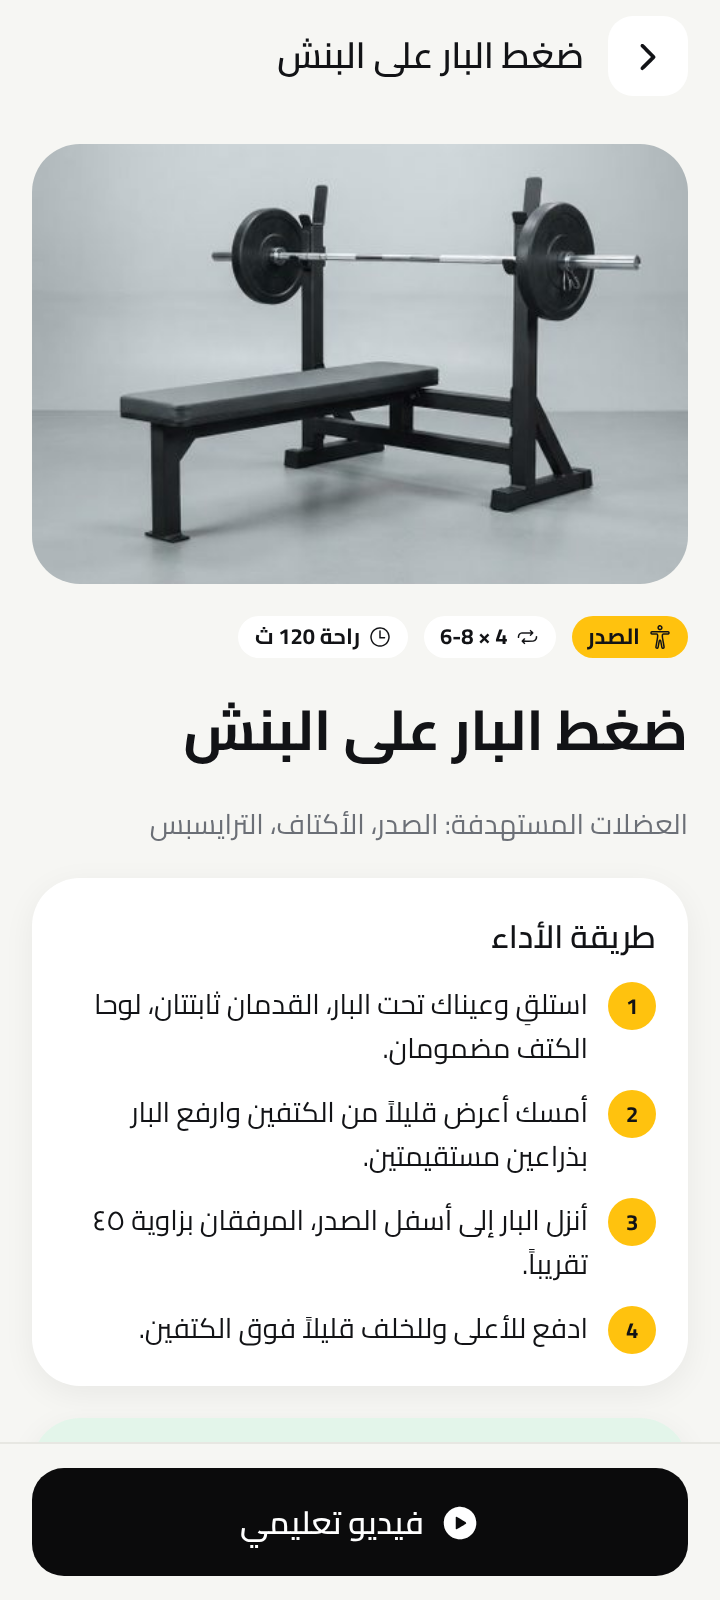 ضغط البار على البنش
الصدر
4 × 6-8
راحة 120 ث
ضغط البار على البنش
العضلات المستهدفة: الصدر، الأكتاف، الترايسبس
طريقة الأداء
1 استلقِ وعيناك تحت البار، القدمان ثابتتان، لوحا
الكتف مضمومان.
2 أمسك أعرض قليلاً من الكتفين وارفع البار
بذراعين مستقيمتين.
3 أنزل البار إلى أسفل الصدر، المرفقان بزاوية ٤٥
تقريباً.
4 ادفع للأعلى وللخلف قليلاً فوق الكتفين.
فيديو تعليمي